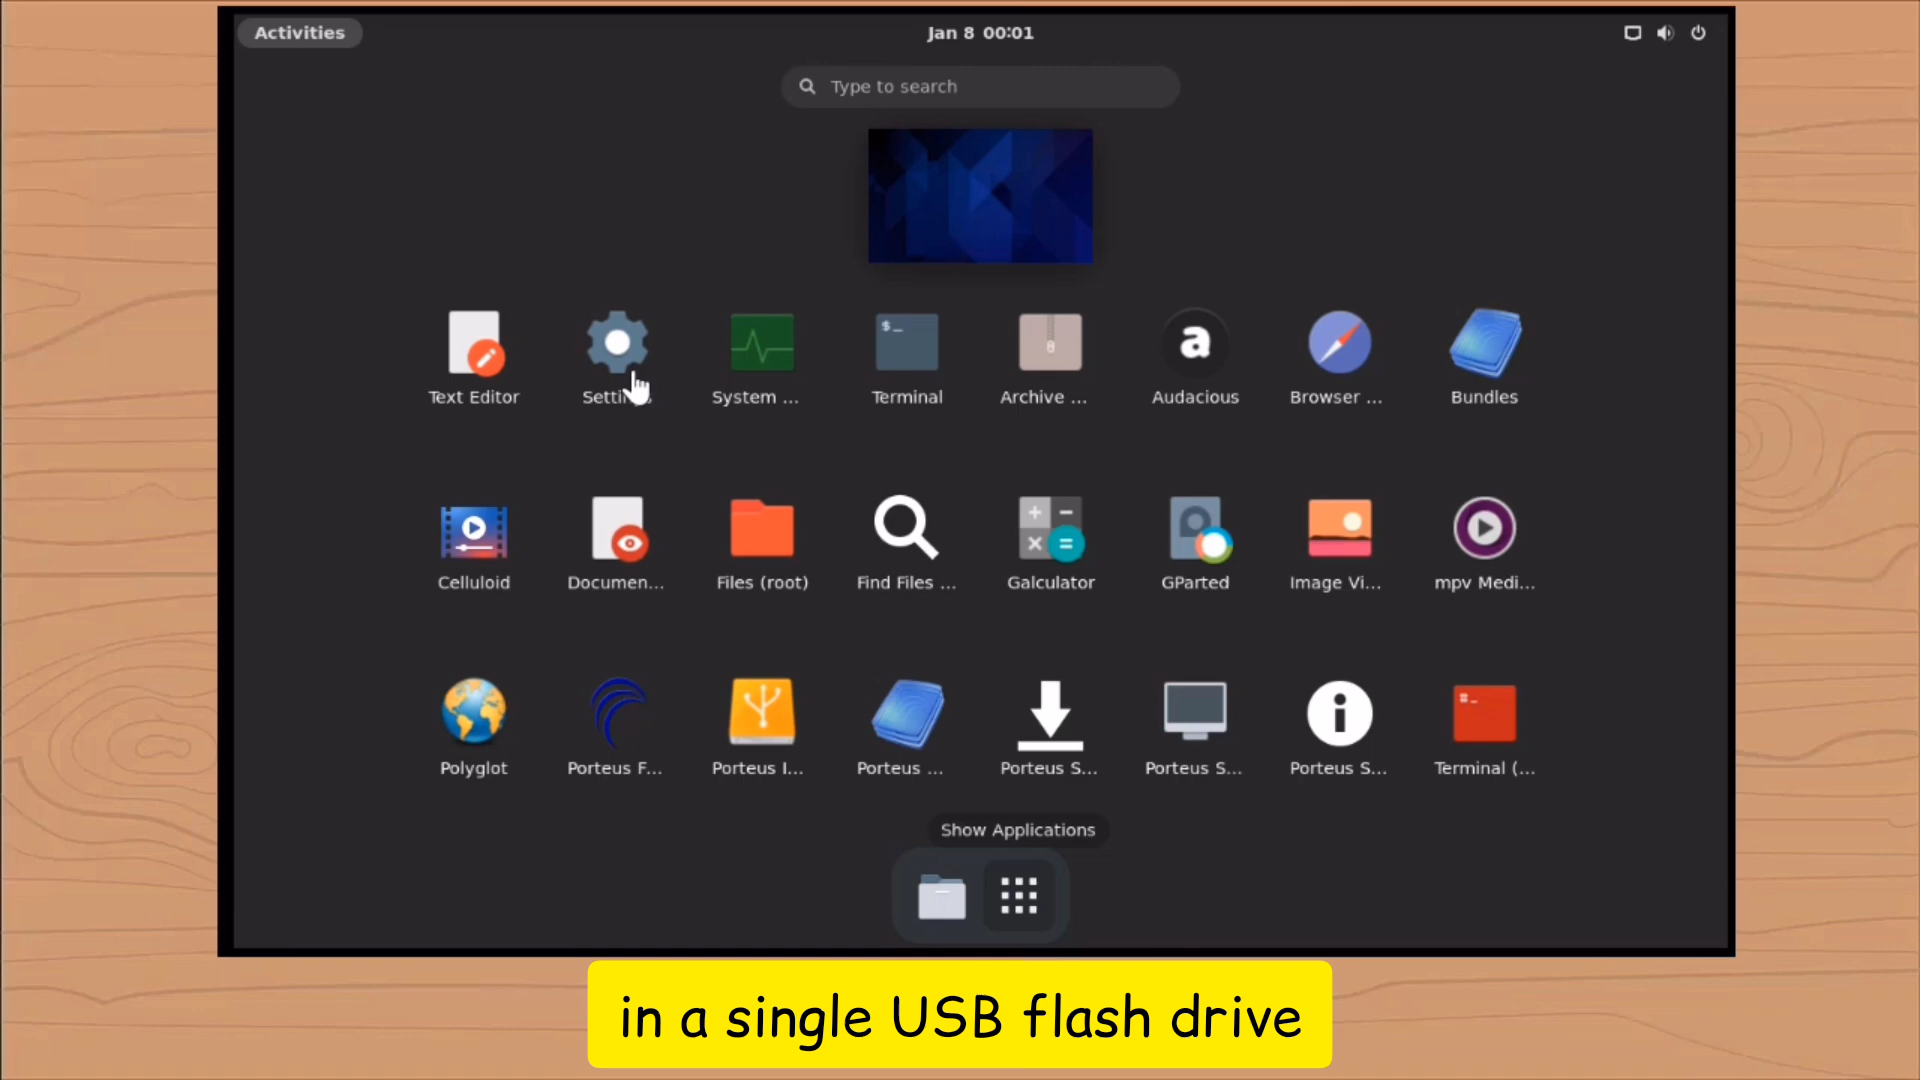 Activities
Jan 8 00:01
Type to search
Text Editor
Settings
System ...
Terminal
Archive ...
Audacious
Browser ...
Bundles
Celluloid
Documen...
Files (root)
Find Files ...
Galculator
GParted
Image Vi...
mpv Medi...
Polyglot
Porteus F...
Porteus I...
Porteus ...
Porteus S...
Porteus S...
Porteus S...
Terminal (...
Show Applications
in a single USB flash drive